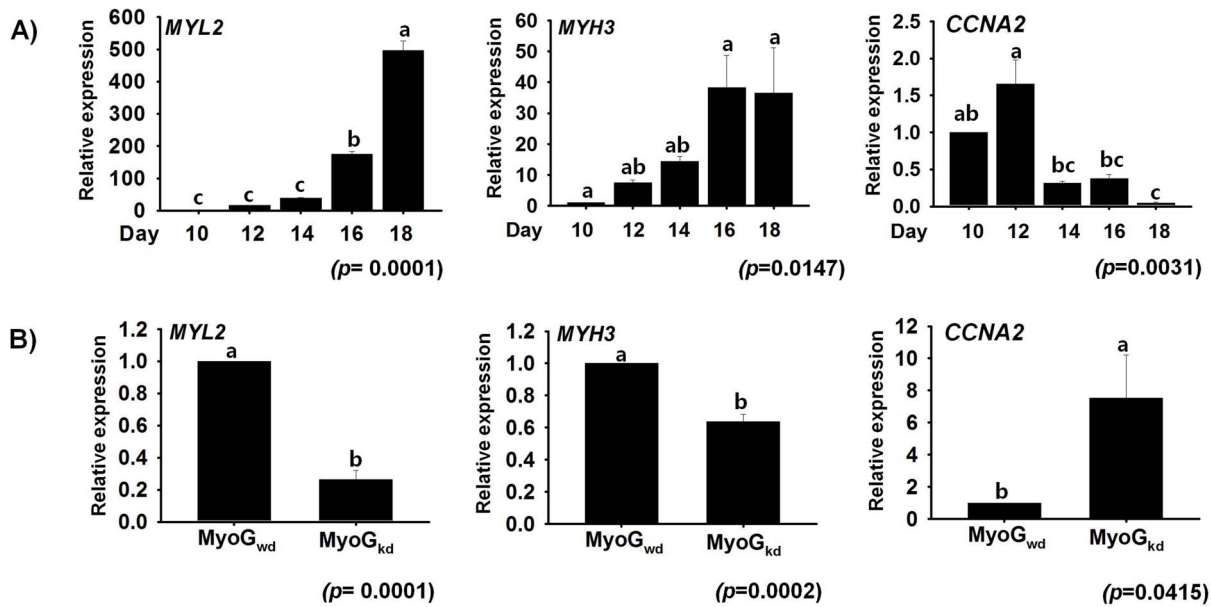 A)
MYL2
Relative expression
600
500
400
300
200
100
0
c
c
c
b
a
Day 10 12 14 16 18
(p= 0.0001)
MYH3
Relative expression
60
50
40
30
20
10
0
a
ab
ab
a
a
Day 10 12 14 16 18
(p=0.0147)
CCNA2
Relative expression
2.5
2.0
1.5
1.0
0.5
0.0
ab
a
bc
bc
c
Day 10 12 14 16 18
(p=0.0031)
B)
MYL2
Relative expression
1.2
1.0
0.8
0.6
0.4
0.2
0.0
a
b
MyoGwd MyoGkd
(p= 0.0001)
MYH3
Relative expression
1.2
1.0
0.8
0.6
0.4
0.2
0.0
a
b
MyoGwd MyoGkd
(p=0.0002)
CCNA2
Relative expression
12
10
8
6
4
2
0
b
a
MyoGwd MyoGkd
(p=0.0415)